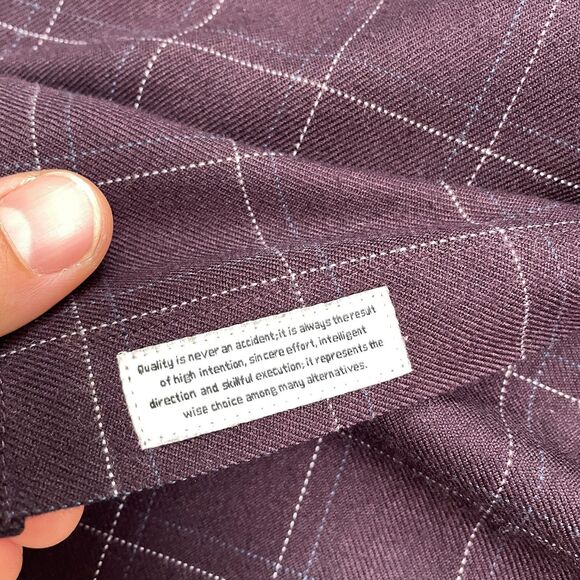 Quality is never an accident;it is always the result
of high intention, sincere effort, intelligent
direction and skillful execution; it represents the
wise choice among many alternatives.